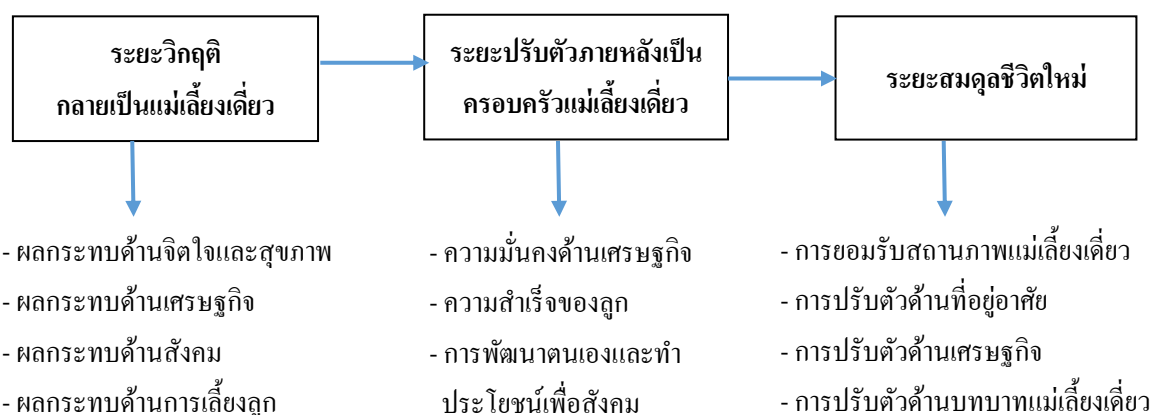 ระยะวิกฤติ
กลายเป็นแม่เลี้ยงเดี่ยว
ระยะปรับตัวภายหลังเป็น
ครอบครัวแม่เลี้ยงเดี่ยว
ระยะสมดุลชีวิตใหม่
- ผลกระทบด้านจิตใจและสุขภาพ
- ผลกระทบด้านเศรษฐกิจ
- ผลกระทบด้านสังคม
- ผลกระทบด้านการเลี้ยงลูก
- ความมั่นคงด้านเศรษฐกิจ
- ความสำเร็จของลูก
- การพัฒนาตนเองและทำ
ประโยชน์เพื่อสังคม
- การยอมรับสถานภาพแม่เลี้ยงเดี่ยว
- การปรับตัวด้านที่อยู่อาศัย
- การปรับตัวด้านเศรษฐกิจ
- การปรับตัวด้านบทบาทแม่เลี้ยงเดี่ยว